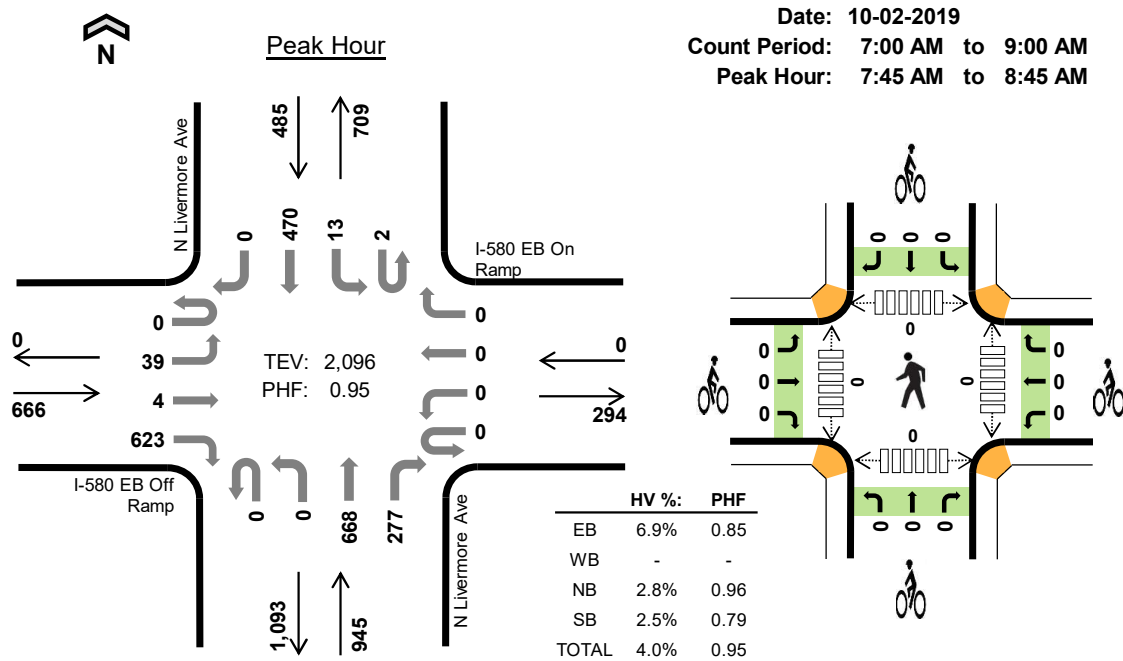 N
Peak Hour
Date: 10-02-2019
Count Period: 7:00 AM to 9:00 AM
Peak Hour: 7:45 AM to 8:45 AM
485
709
N Livermore Ave
0
470
13
2
I-580 EB On
Ramp
0
39
4
623
0
666
TEV: 2,096
PHF: 0.95
0
0
0
0
0
294
I-580 EB Off
Ramp
0
0
668
277
N Livermore Ave
1,093
945
HV %: PHF
EB 6.9% 0.85
WB - -
NB 2.8% 0.96
SB 2.5% 0.79
TOTAL 4.0% 0.95
0 0 0
0
0
0
0
0
0
0
0
0
0
0
0 0 0